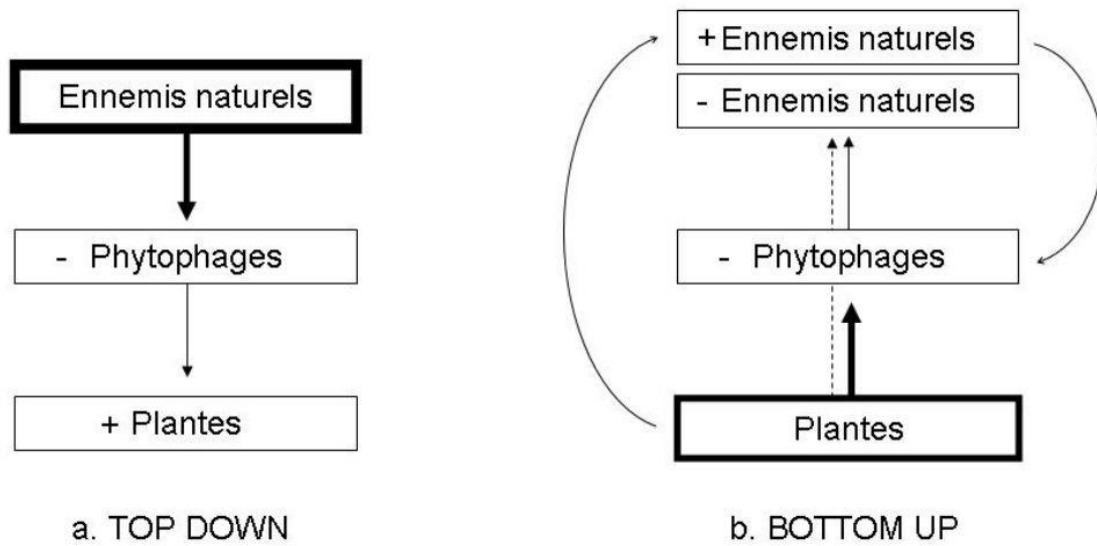 Ennemis naturels
- Phytophages
+ Plantes
a. TOP DOWN
+ Ennemis naturels
- Ennemis naturels
- Phytophages
Plantes
b. BOTTOM UP